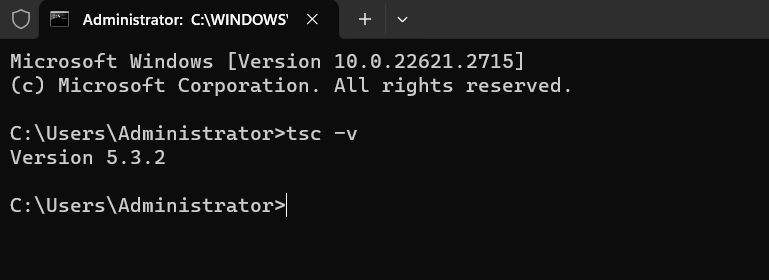 Administrator: C:\WINDOWS\
Microsoft Windows [Version 10.0.22621.2715]
(c) Microsoft Corporation. All rights reserved.
C:\Users\Administrator>tsc -v
Version 5.3.2
C:\Users\Administrator>